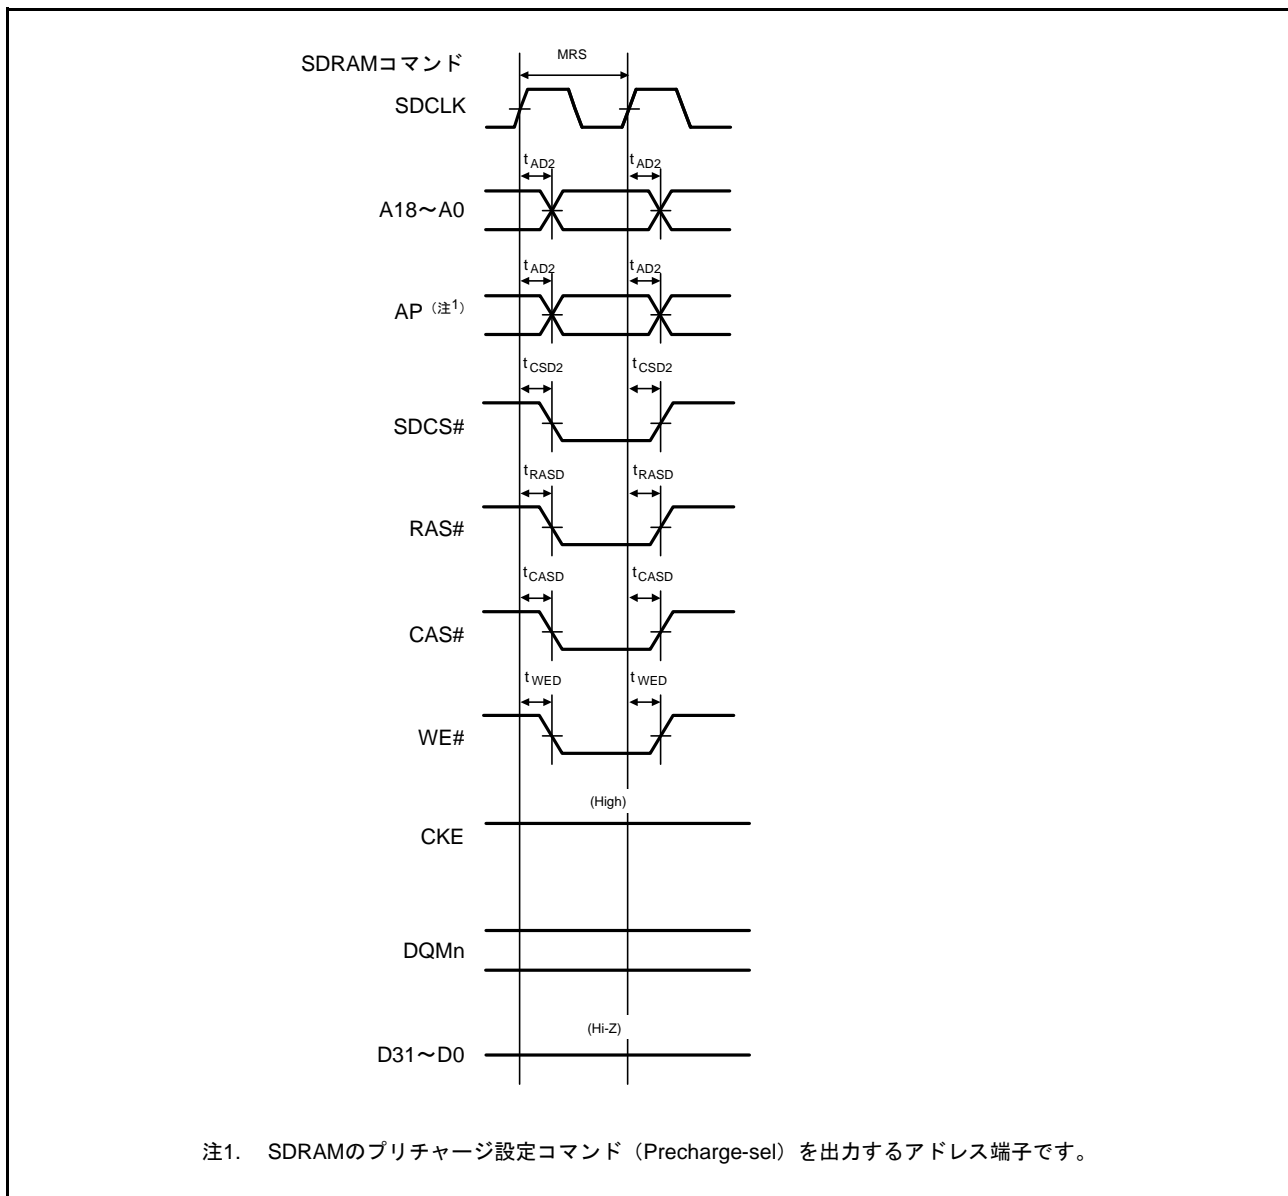 MRS
SDRAMコマンド
SDCLK
tAD2 tAD2
A18～A0
tAD2 tAD2
AP（注1）
tCSD2 tCSD2
SDCS#
tRASD tRASD
RAS#
tCASD tCASD
CAS#
tWED tWED
WE#
(High)
CKE
DQMn
(Hi-Z)
D31～D0
注1. SDRAMのプリチャージ設定コマンド（Precharge-sel）を出力するアドレス端子です。